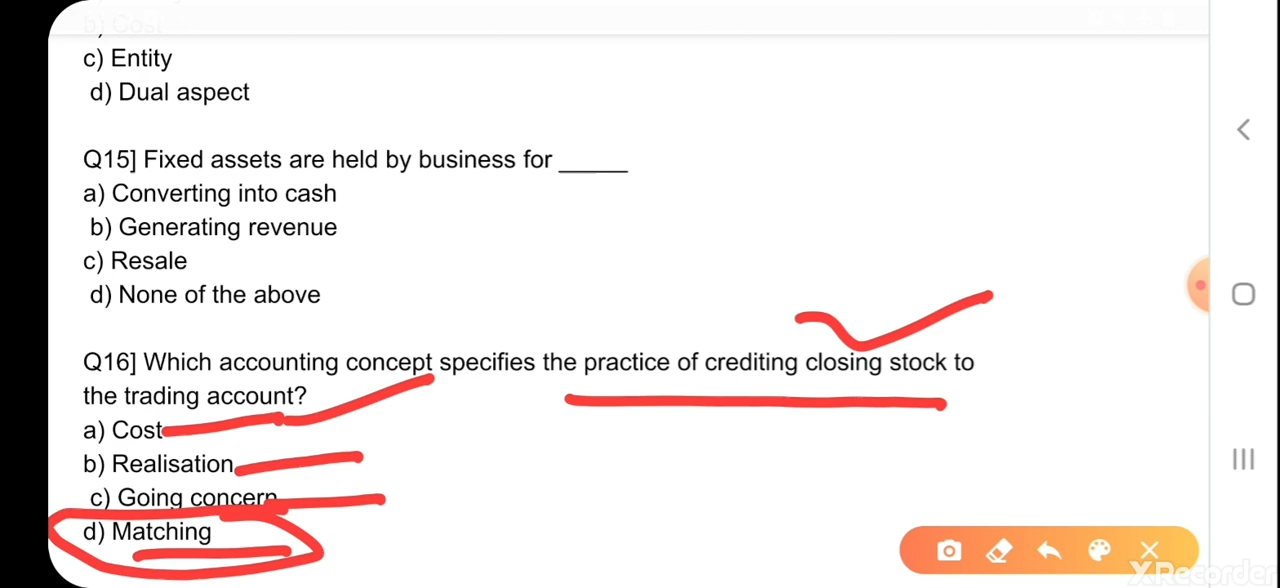 b) Cost
c) Entity
d) Dual aspect
Q15] Fixed assets are held by business for _____
a) Converting into cash
b) Generating revenue
c) Resale
d) None of the above
Q16] Which accounting concept specifies the practice of crediting closing stock to
the trading account?
a) Cost
b) Realisation
c) Going concern
d) Matching
XRecorder